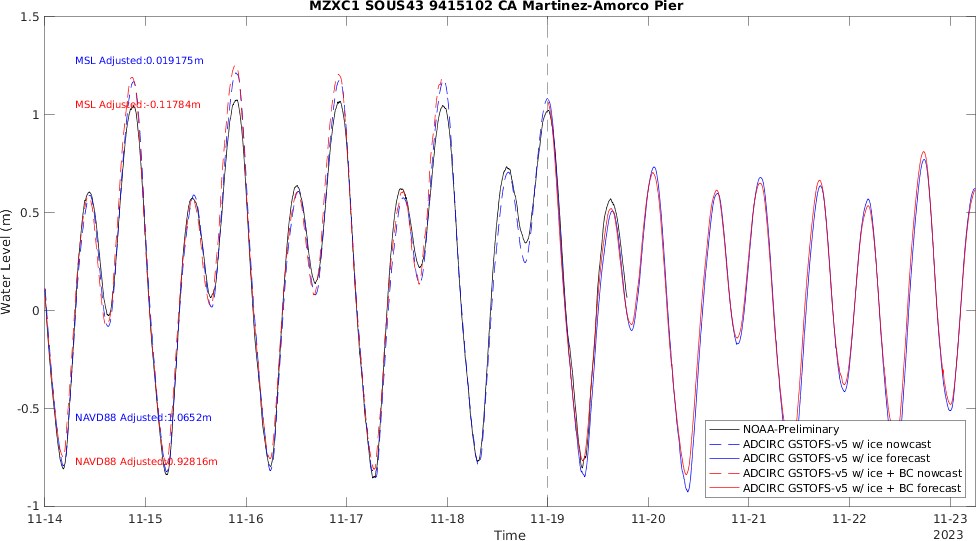 MZXC1 SOUS43 9415102 CA Martinez-Amorco Pier
1.5
1
0.5
0
-0.5
-1
Water Level (m)
MSL Adjusted:0.019175m
MSL Adjusted:-0.11784m
NAVD88 Adjusted:1.0652m
NAVD88 Adjusted:0.92816m
NOAA-Preliminary
ADCIRC GSTOFS-v5 w/ ice nowcast
ADCIRC GSTOFS-v5 w/ ice forecast
ADCIRC GSTOFS-v5 w/ ice + BC nowcast
ADCIRC GSTOFS-v5 w/ ice + BC forecast
11-14 11-15 11-16 11-17 11-18 11-19 11-20 11-21 11-22 11-23
Time
2023